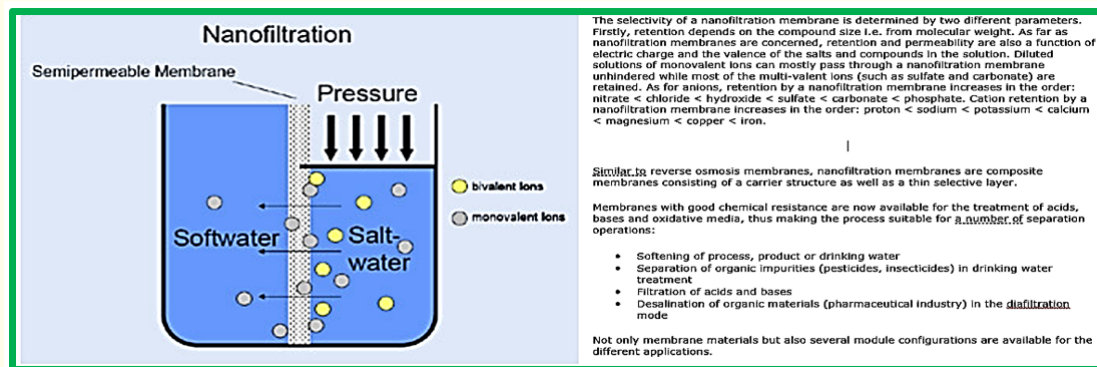 Nanofiltration
Semipermeable Membrane
Pressure
bivalent Ions
monovalent Ions
Softwater
Salt-
water
The selectivity of a nanofiltration membrane is determined by two different parameters.
Firstly, retention depends on the compound size i.e. from molecular weight. As far as
nanofiltration membranes are concerned, retention and permeability are also a function of
electric charge and the valence of the salts and compounds in the solution. Diluted
solutions of monovalent ions can mostly pass through a nanofiltration membrane
unhindered while most of the multi-valent ions (such as sulfate and carbonate) are
retained. As for anions, retention by a nanofiltration membrane increases in the order:
nitrate < chloride < hydroxide < sulfate < carbonate < phosphate. Cation retention by a
nanofiltration membrane increases in the order: proton < sodium < potassium < calcium
< magnesium < copper < iron.
Similar to reverse osmosis membranes, nanofiltration membranes are composite
membranes consisting of a carrier structure as well as a thin selective layer.
Membranes with good chemical resistance are now available for the treatment of acids,
bases and oxidative media, thus making the process suitable for a number of separation
operations:
• Softening of process, product or drinking water
• Separation of organic impurities (pesticides, insecticides) in drinking water
treatment
• Filtration of acids and bases
• Desalination of organic materials (pharmaceutical industry) in the diafiltration
mode
Not only membrane materials but also several module configurations are available for the
different applications.